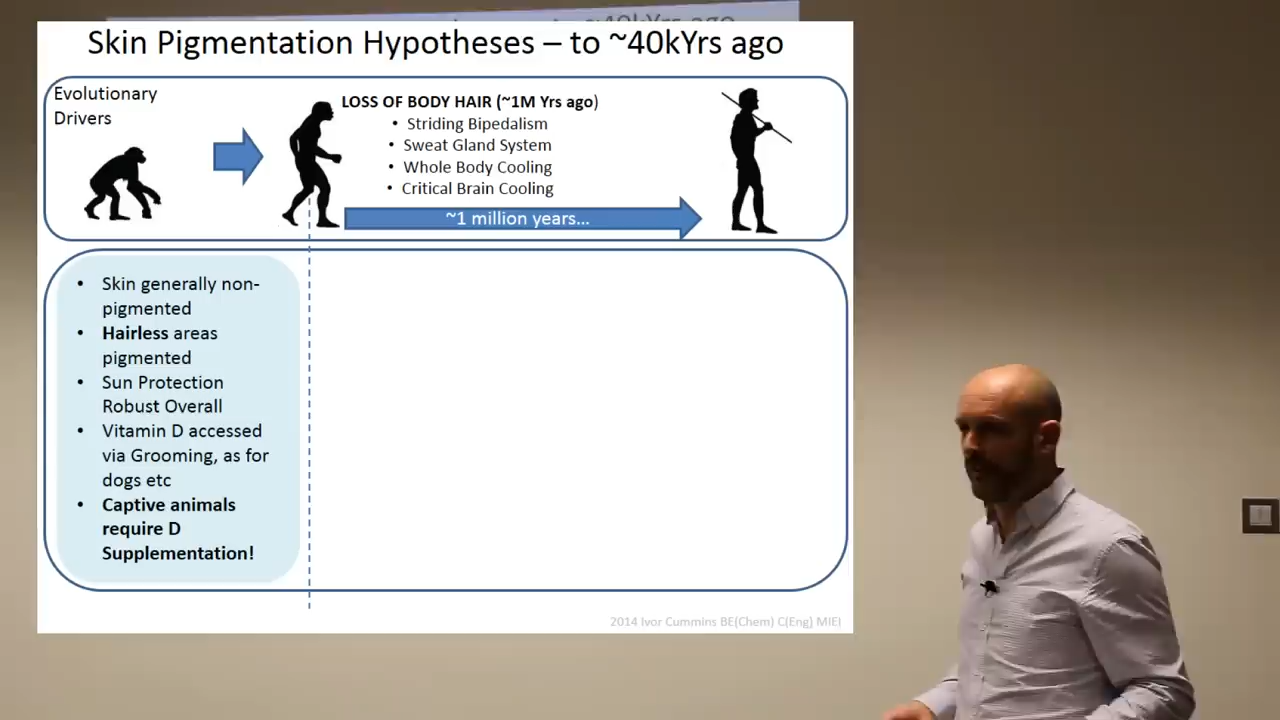 ~40kYrs ago
Skin Pigmentation Hypotheses – to ~40kYrs ago
Evolutionary
Drivers
LOSS OF BODY HAIR (~1M Yrs ago)
• Striding Bipedalism
• Sweat Gland System
• Whole Body Cooling
• Critical Brain Cooling
~1 million years...
• Skin generally non-
pigmented
• Hairless areas
pigmented
• Sun Protection
Robust Overall
• Vitamin D accessed
via Grooming, as for
dogs etc
• Captive animals
require D
Supplementation!
2014 Ivor Cummins BE(Chem) C(Eng) MIEI